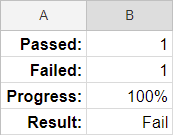 A B
Passed: 1
Failed: 1
Progress: 100%
Result: Fail